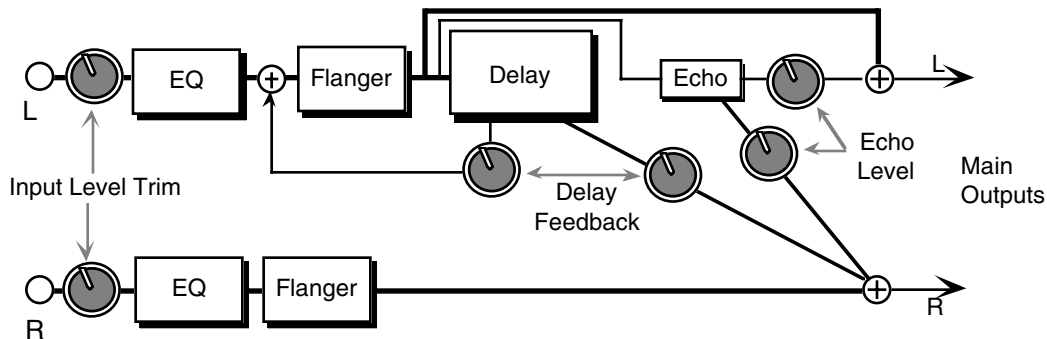 L
EQ
+
Flanger
Delay
Echo
+
L
Input Level Trim
Delay
Feedback
Echo
Level
Main
Outputs
R
EQ
Flanger
+
R